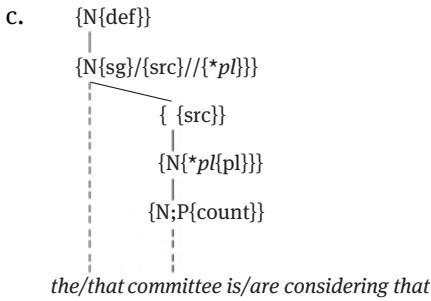 c. {N{def}}
{N{sg}/{src}//{*pl}}}
{ {src}}
{N{*pl{pl}}}
{N;P{count}}
the/that committee is/are considering that